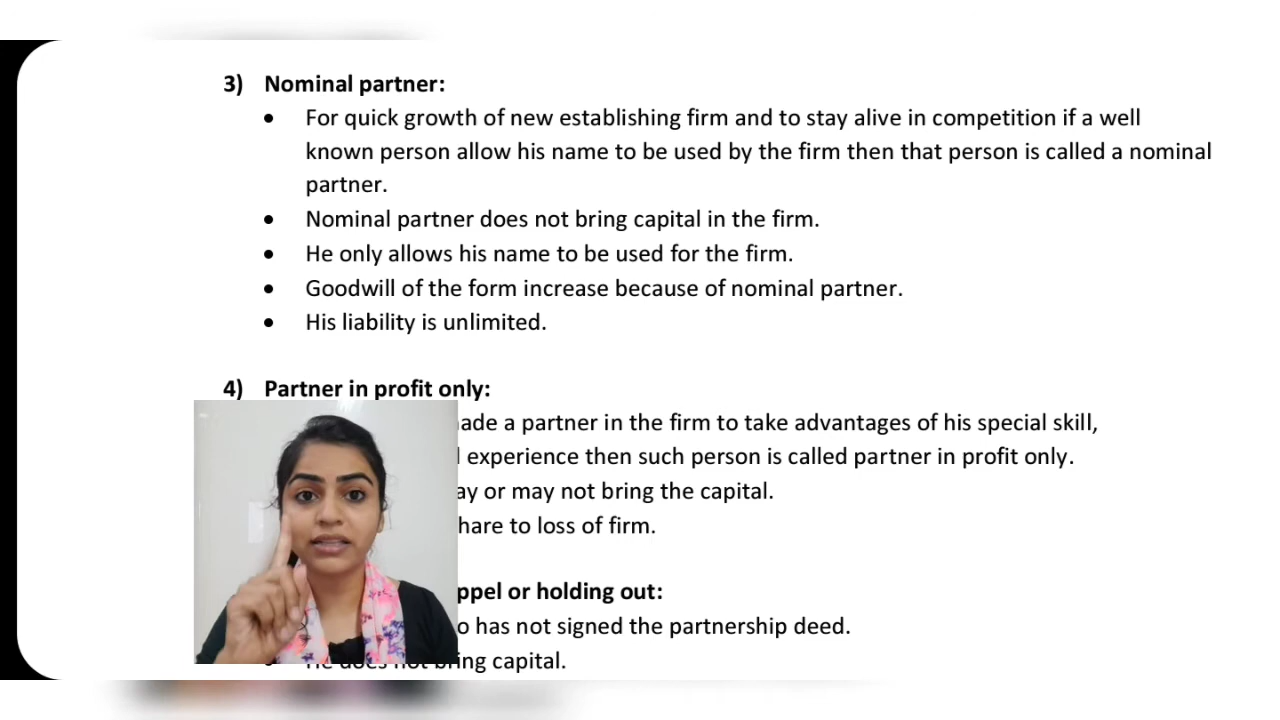 3) Nominal partner:
• For quick growth of new establishing firm and to stay alive in competition if a well
known person allow his name to be used by the firm then that person is called a nominal
partner.
• Nominal partner does not bring capital in the firm.
• He only allows his name to be used for the firm.
• Goodwill of the form increase because of nominal partner.
• His liability is unlimited.
4) Partner in profit only:
a partner in the firm to take advantages of his special skill,
experience then such person is called partner in profit only.
or may not bring the capital.
to loss of firm.
or holding out:
has not signed the partnership deed.
• He does not bring capital.